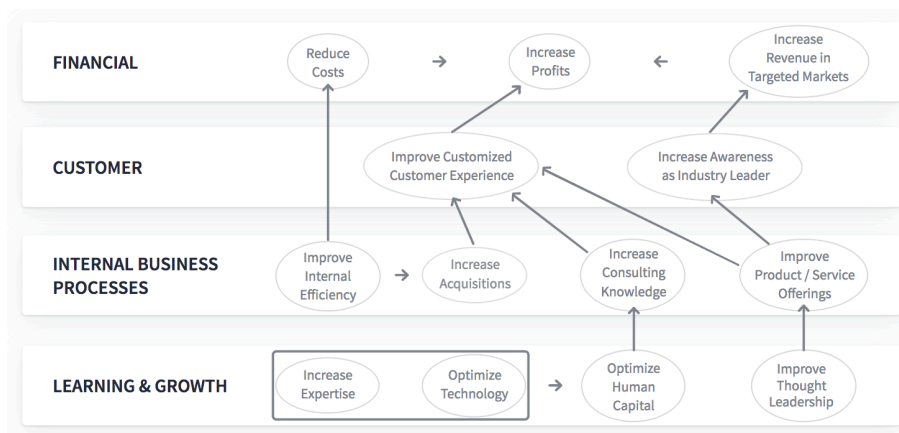 FINANCIAL
Reduce
Costs
Increase
Profits
Increase
Revenue in
Targeted Markets
CUSTOMER
Improve Customized
Customer Experience
Increase Awareness
as Industry Leader
INTERNAL BUSINESS
PROCESSES
Improve
Internal
Efficiency
Increase
Acquisitions
Increase
Consulting
Knowledge
Improve
Product / Service
Offerings
LEARNING & GROWTH
Increase
Expertise
Optimize
Technology
Optimize
Human
Capital
Improve
Thought
Leadership